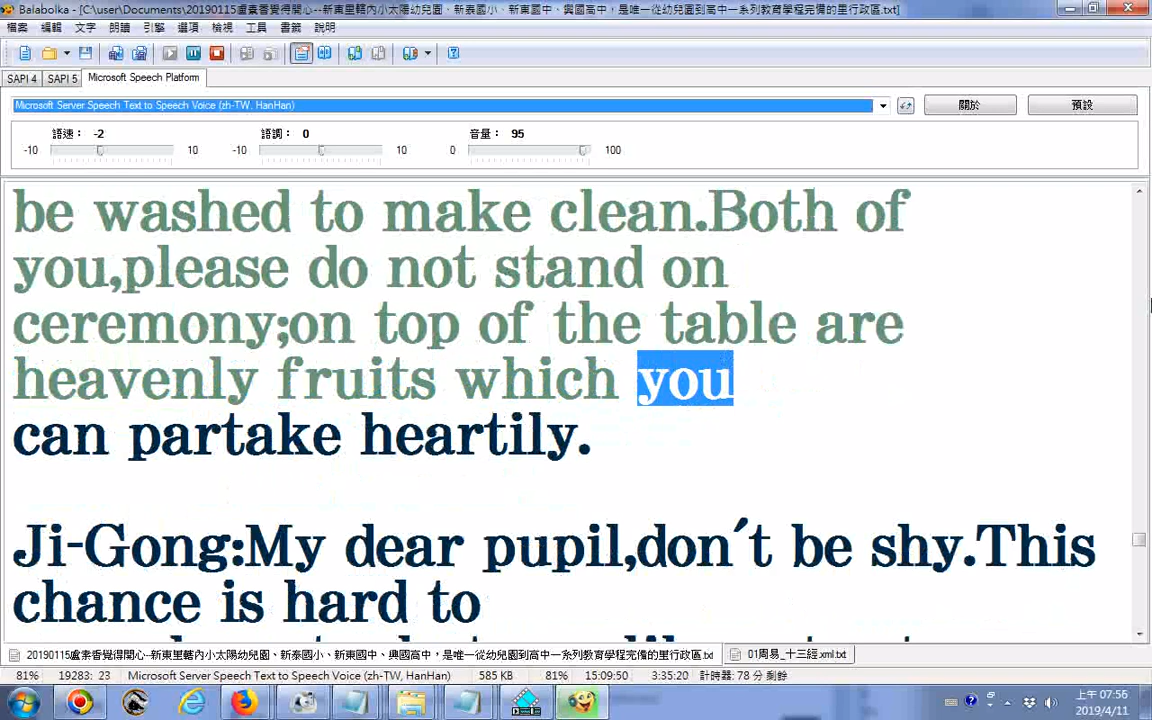 Balabolka - [C:\user\Documents\20190115盧素香覺得開心--新東里轄內小太陽幼兒園、新泰國小、新東國中、興國高中，是唯一從幼兒園到高中一系列教育學程完備的里行政區.txt]
檔案 編輯 文字 朗讀 引擎 選項 檢視 工具 書籤 說明
SAPI 4 SAPI 5 Microsoft Speech Platform
Microsoft Server Speech Text to Speech Voice (zh-TW, HanHan) 關於 預設
語速： -2 語調： 0 音量： 95
-10 10 -10 10 0 100
be washed to make clean.Both of
you,please do not stand on
ceremony;on top of the table are
heavenly fruits which you
can partake heartily.
Ji-Gong:My dear pupil,don´t be shy.This
chance is hard to
20190115盧素香覺得開心--新東里轄內小太陽幼兒園、新泰國小、新東國中、興國高中，是唯一從幼兒園到高中一系列教育學程完備的里行政區.txt 01周易_十三經.xml.txt
81% 19283: 23 Microsoft Server Speech Text to Speech Voice (zh-TW, HanHan) 585 KB 81% 15:09:50 3:35:20 計時器: 78 分 剩餘
上午 07:56
2019/4/11